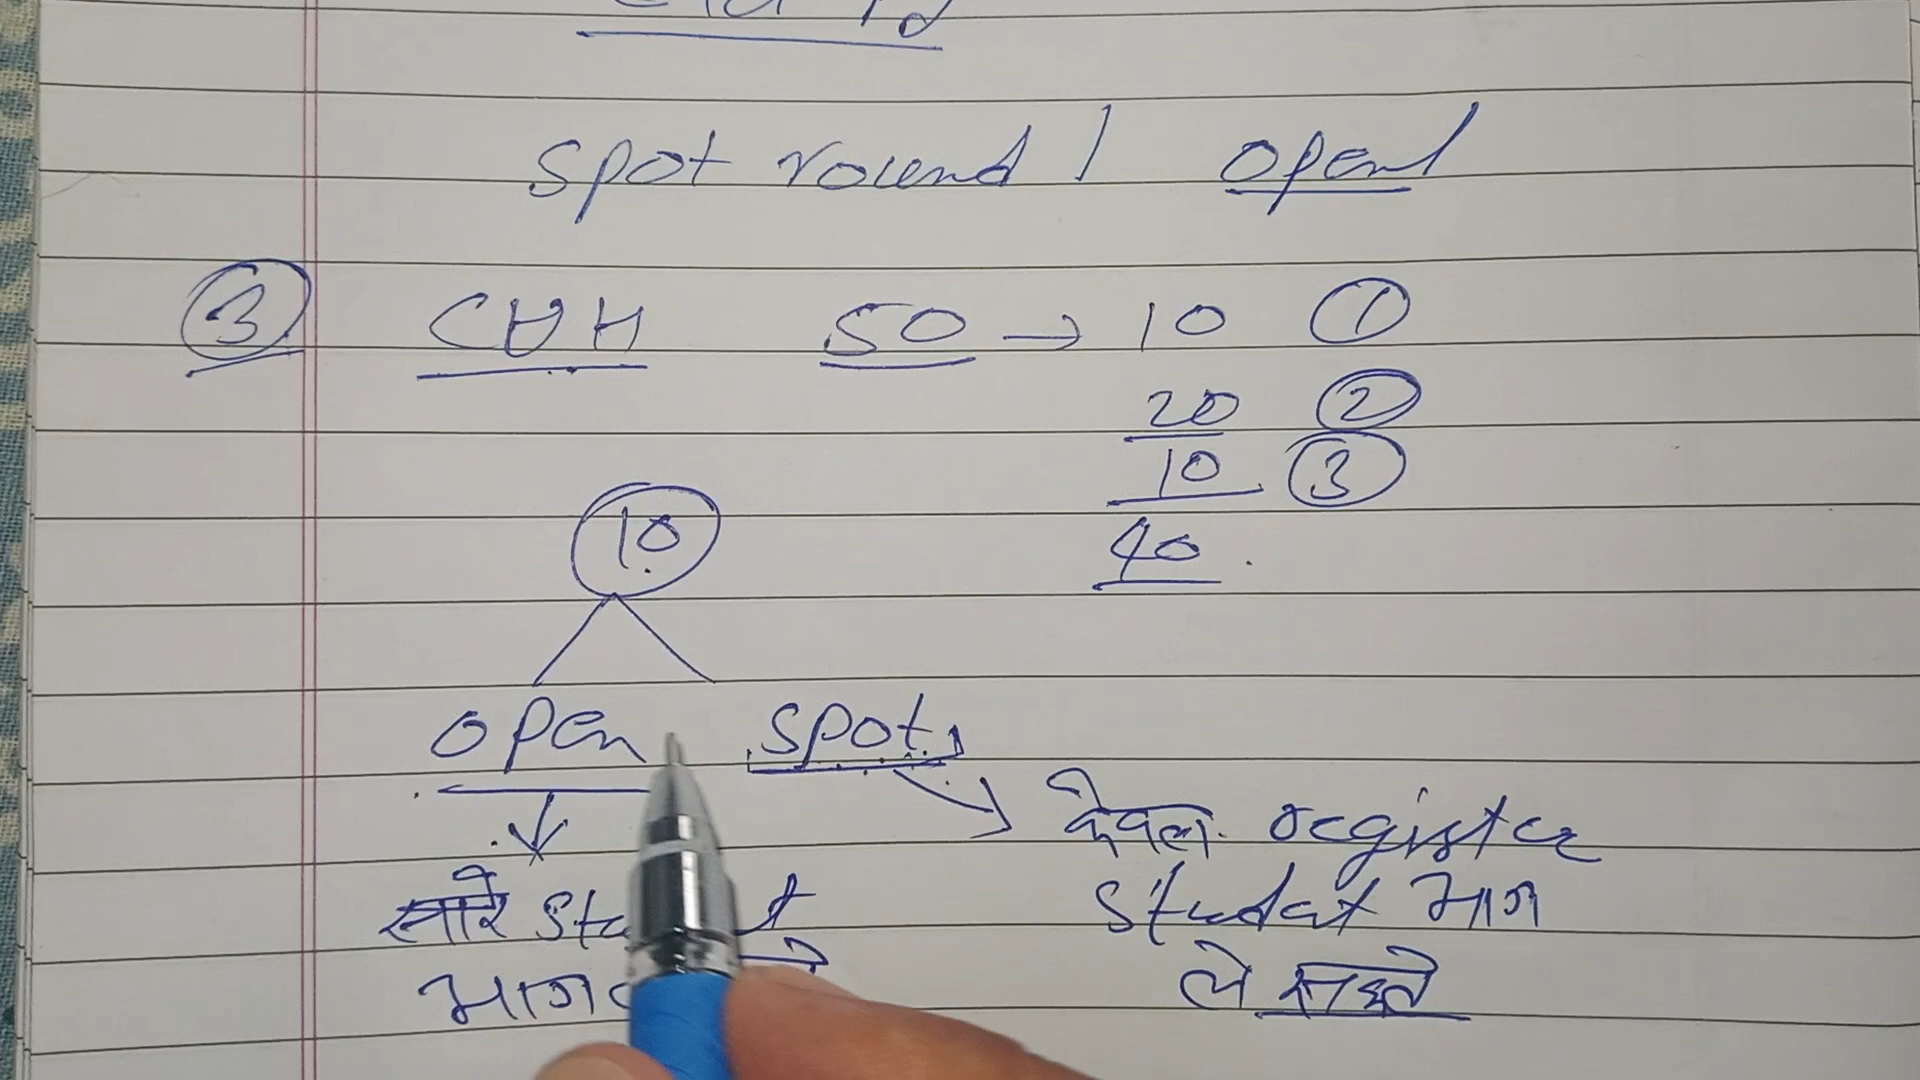 spot round 1 open
3 CUH 50 → 10 1
20 2
10 3
40
10
open spot
केवल register
सारे student भाग
भाग ले सकते